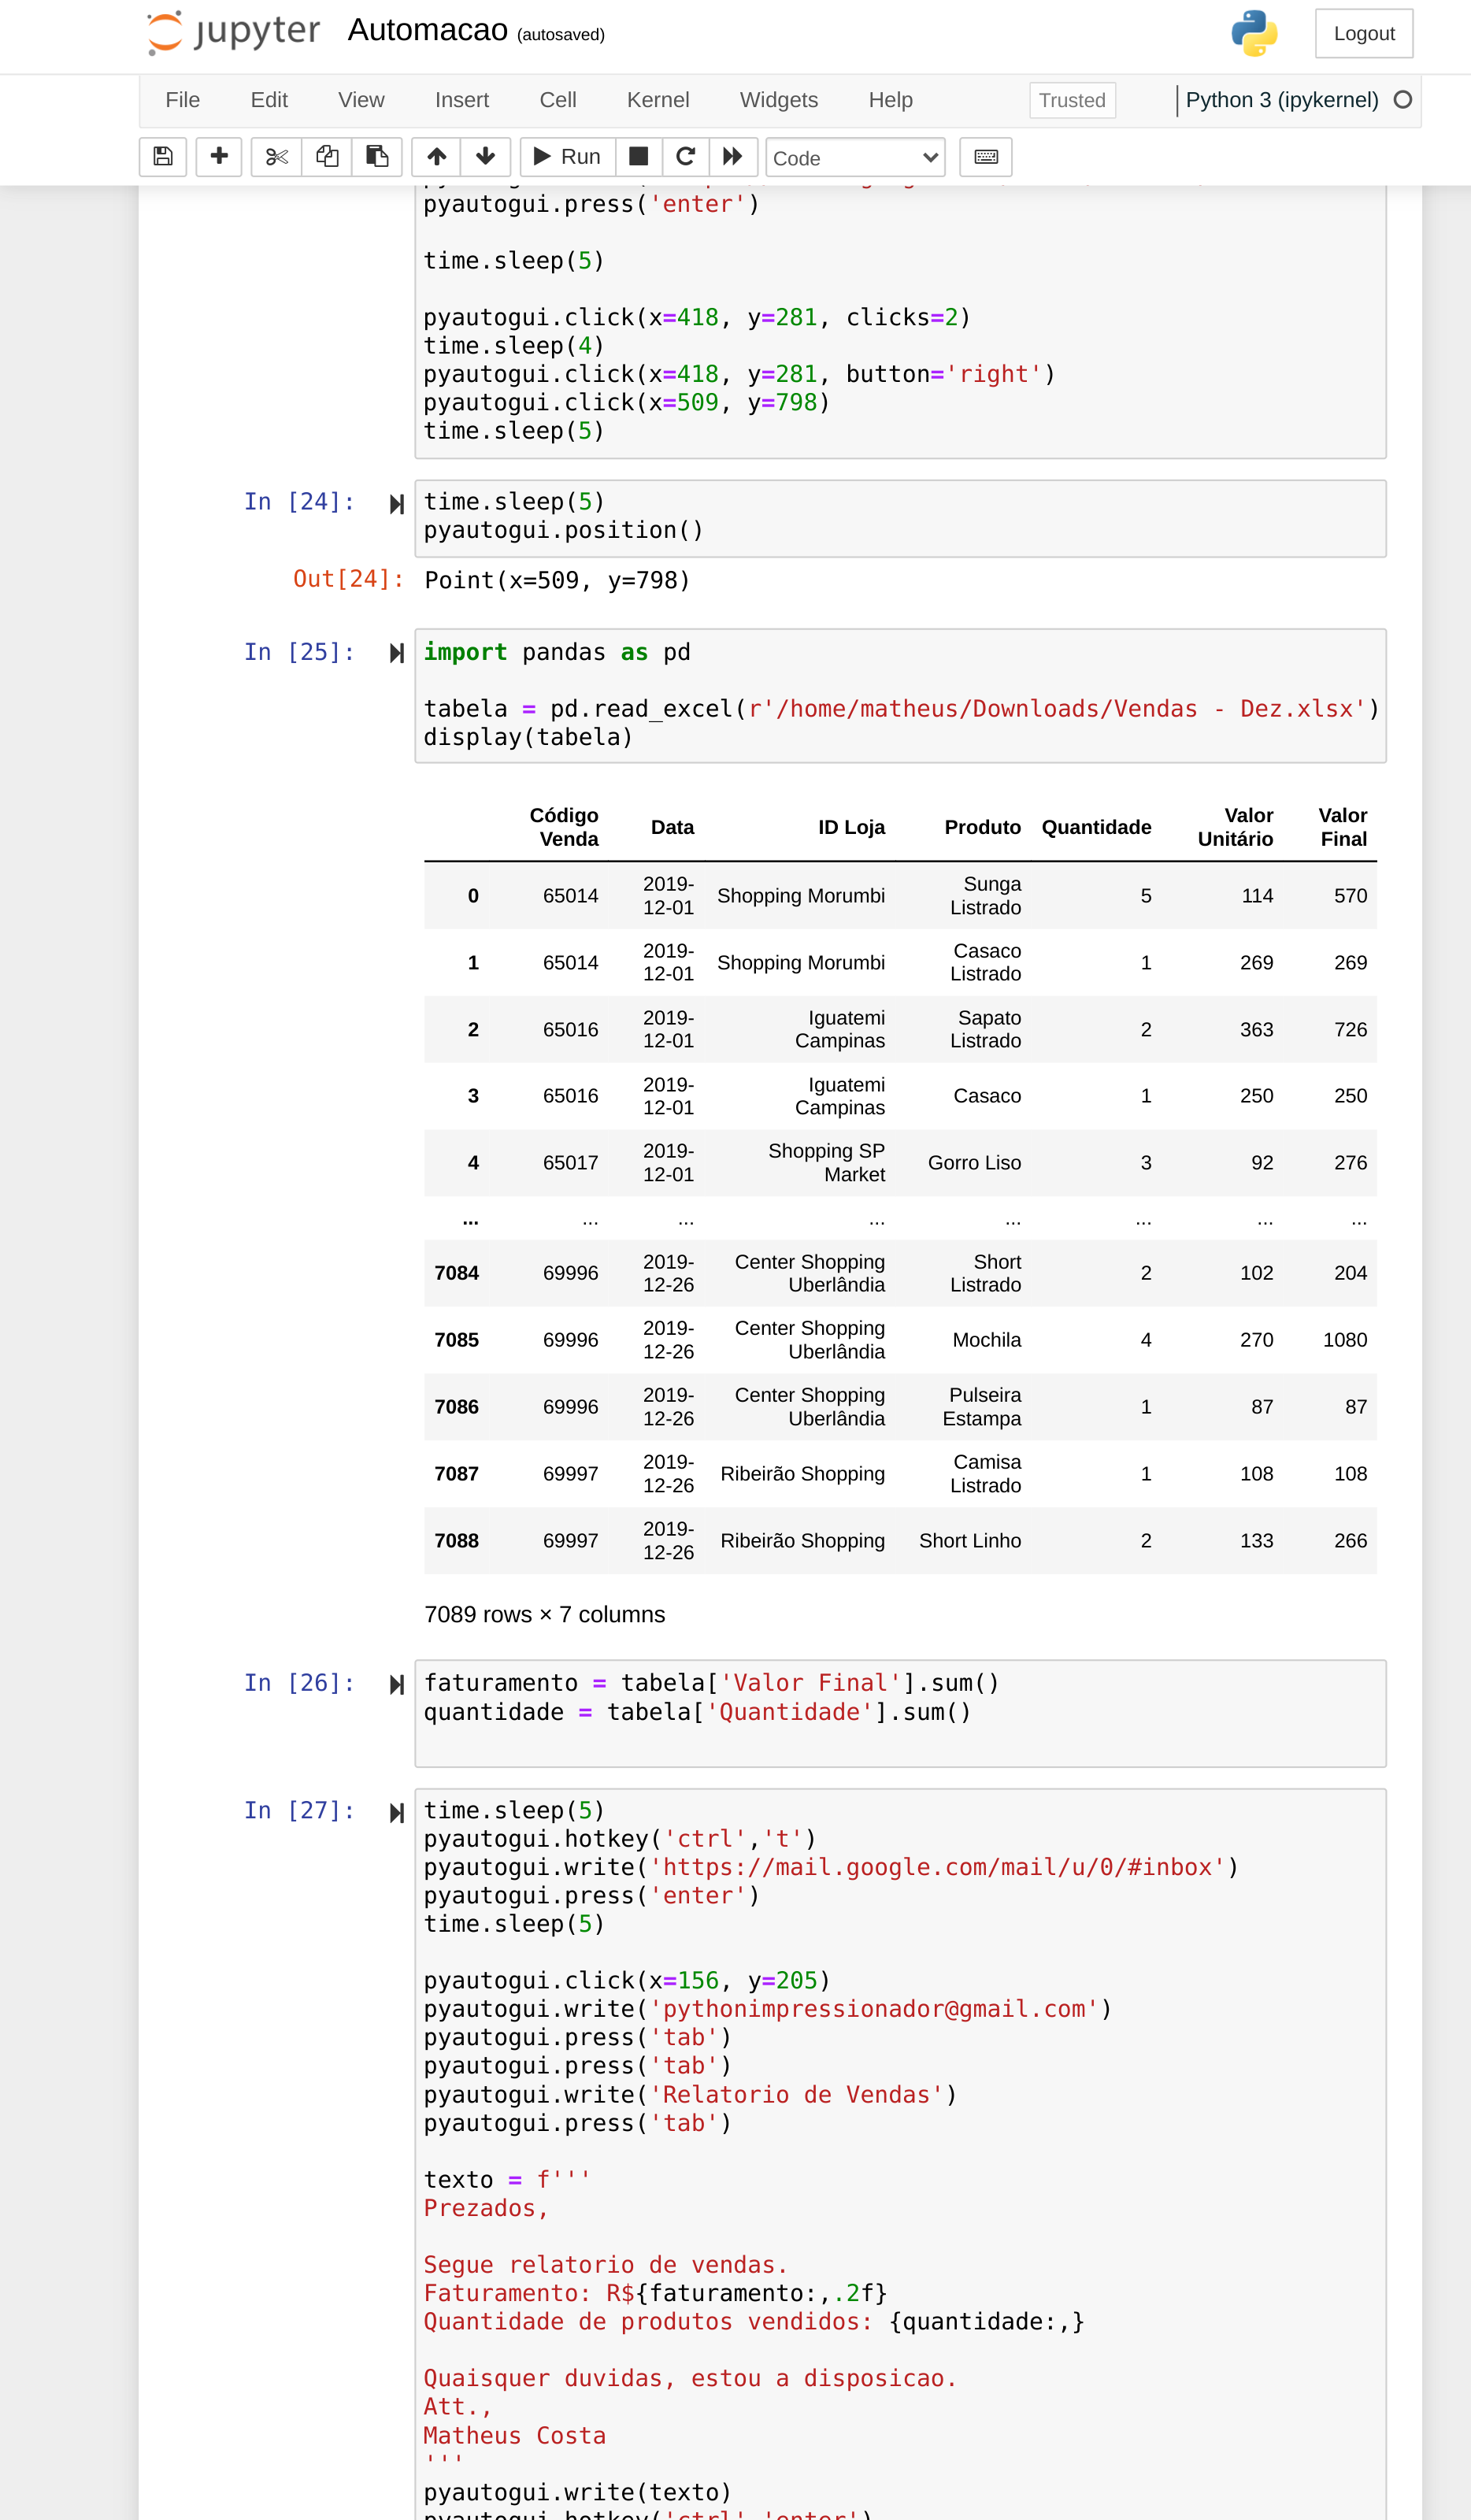 jupyter Automacao (autosaved) Logout
File Edit View Insert Cell Kernel Widgets Help Trusted Python 3 (ipykernel)
Run Code
pyautogui.press('enter')
time.sleep(5)
pyautogui.click(x=418, y=281, clicks=2)
time.sleep(4)
pyautogui.click(x=418, y=281, button='right')
pyautogui.click(x=509, y=798)
time.sleep(5)
In [24]: time.sleep(5)
pyautogui.position()
Out[24]: Point(x=509, y=798)
In [25]: import pandas as pd
tabela = pd.read_excel(r'/home/matheus/Downloads/Vendas - Dez.xlsx')
display(tabela)
Código Venda Data ID Loja Produto Quantidade Valor Unitário Valor Final
0 65014 2019-12-01 Shopping Morumbi Sunga Listrado 5 114 570
1 65014 2019-12-01 Shopping Morumbi Casaco Listrado 1 269 269
2 65016 2019-12-01 Iguatemi Campinas Sapato Listrado 2 363 726
3 65016 2019-12-01 Iguatemi Campinas Casaco 1 250 250
4 65017 2019-12-01 Shopping SP Market Gorro Liso 3 92 276
... ... ... ... ... ... ... ...
7084 69996 2019-12-26 Center Shopping Uberlândia Short Listrado 2 102 204
7085 69996 2019-12-26 Center Shopping Uberlândia Mochila 4 270 1080
7086 69996 2019-12-26 Center Shopping Uberlândia Pulseira Estampa 1 87 87
7087 69997 2019-12-26 Ribeirão Shopping Camisa Listrado 1 108 108
7088 69997 2019-12-26 Ribeirão Shopping Short Linho 2 133 266
7089 rows × 7 columns
In [26]: faturamento = tabela['Valor Final'].sum()
quantidade = tabela['Quantidade'].sum()
In [27]: time.sleep(5)
pyautogui.hotkey('ctrl','t')
pyautogui.write('https://mail.google.com/mail/u/0/#inbox')
pyautogui.press('enter')
time.sleep(5)
pyautogui.click(x=156, y=205)
pyautogui.write('pythonimpressionador@gmail.com')
pyautogui.press('tab')
pyautogui.press('tab')
pyautogui.write('Relatorio de Vendas')
pyautogui.press('tab')
texto = f'''
Prezados,
Segue relatorio de vendas.
Faturamento: R${faturamento:,.2f}
Quantidade de produtos vendidos: {quantidade:,}
Quaisquer duvidas, estou a disposicao.
Att.,
Matheus Costa
'''
pyautogui.write(texto)
pyautogui.hotkey('ctrl','enter')